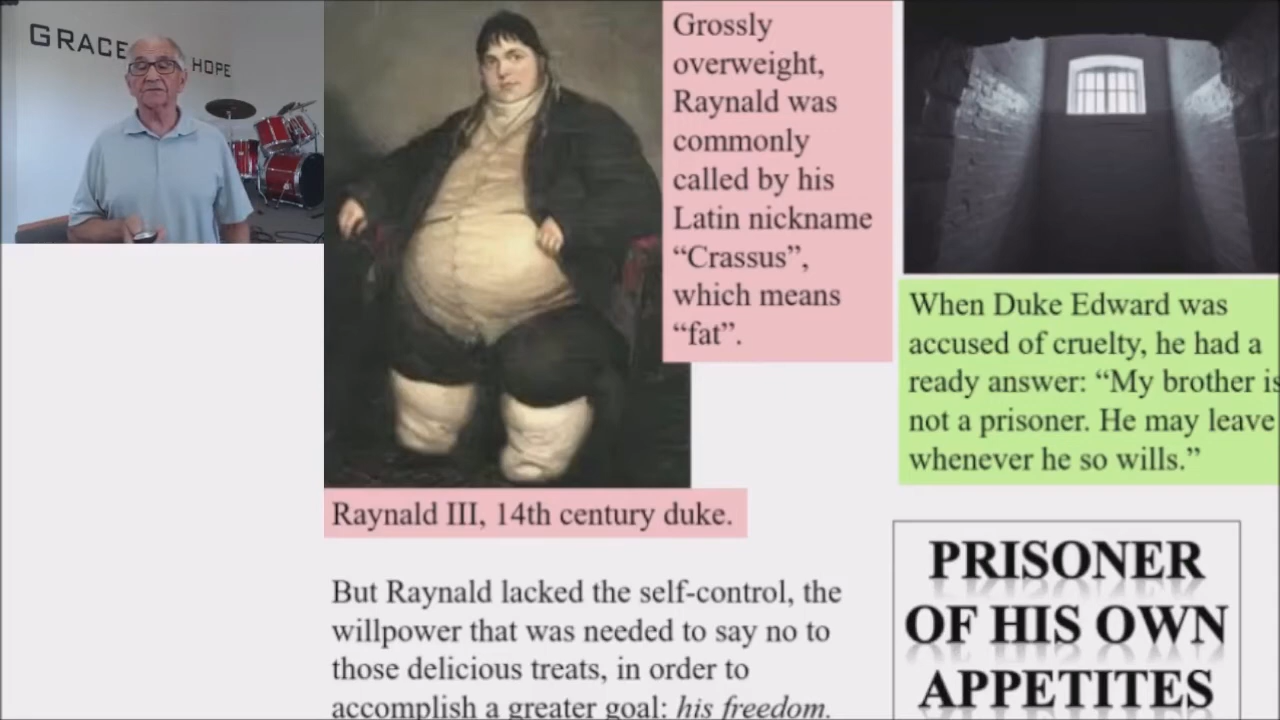 GRACE HOPE
Grossly
overweight,
Raynald was
commonly
called by his
Latin nickname
“Crassus”,
which means
“fat”.
Raynald III, 14th century duke.
But Raynald lacked the self-control, the
willpower that was needed to say no to
those delicious treats, in order to
accomplish a greater goal: his freedom.
When Duke Edward was
accused of cruelty, he had a
ready answer: “My brother is
not a prisoner. He may leave
whenever he so wills.”
PRISONER
OF HIS OWN
APPETITES